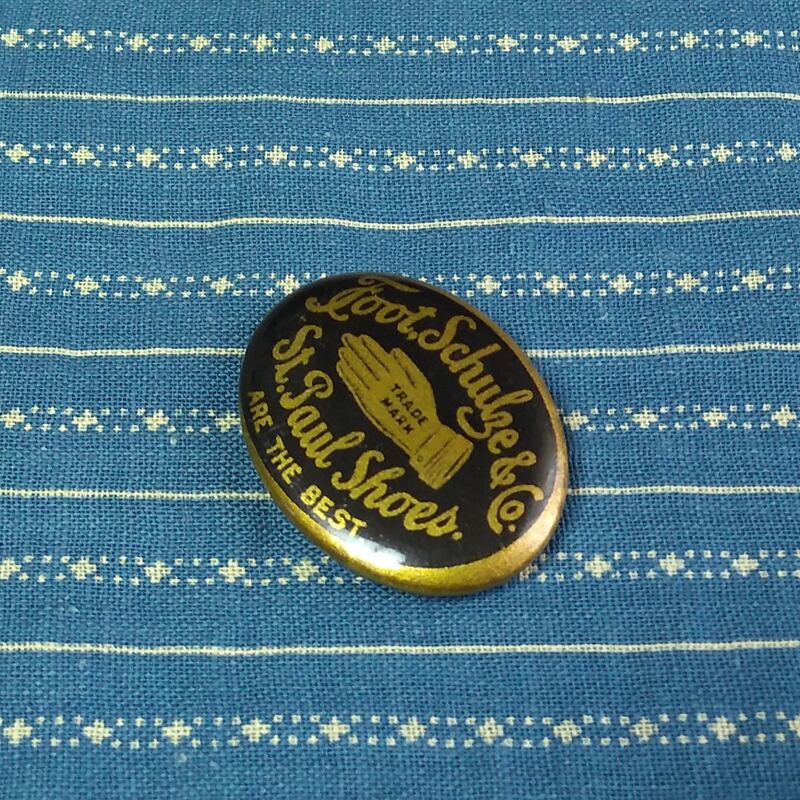 Foot, Schulze & Co.
TRADE
MARK
St. Paul Shoes.
ARE THE BEST